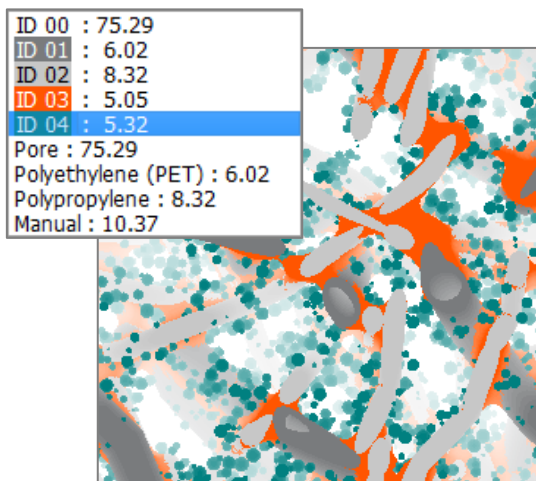 ID 00 : 75.29
ID 01 : 6.02
ID 02 : 8.32
ID 03 : 5.05
ID 04 : 5.32
Pore : 75.29
Polyethylene (PET) : 6.02
Polypropylene : 8.32
Manual : 10.37